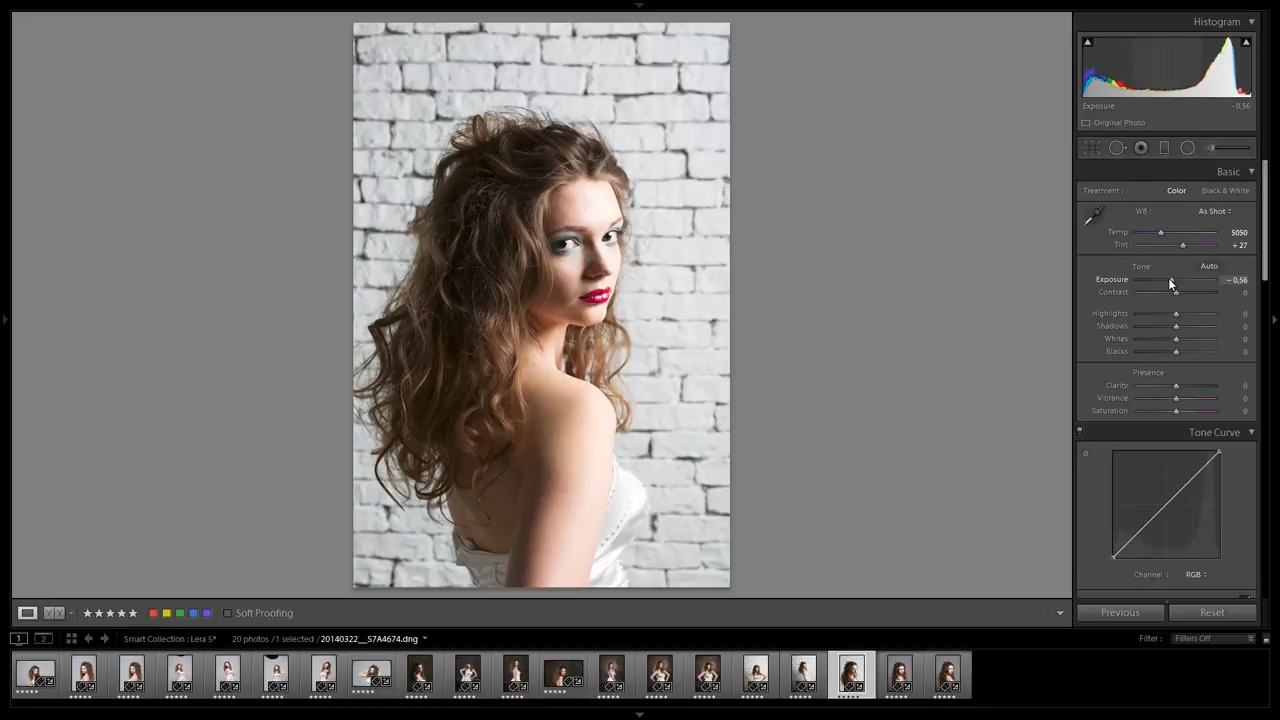 Histogram
Exposure - 0,56
Original Photo
Basic
Treatment : Color Black & White
WB : As Shot
Temp 5050
Tint + 27
Tone Auto
Exposure – 0,56
Contrast 0
Highlights 0
Shadows 0
Whites 0
Blacks 0
Presence
Clarity 0
Vibrance 0
Saturation 0
Tone Curve
Channel : RGB
Soft Proofing
Previous Reset
1 2 Smart Collection : Lera 5* 20 photos / 1 selected / 20140322__S7A4674.dng Filter : Filters Off